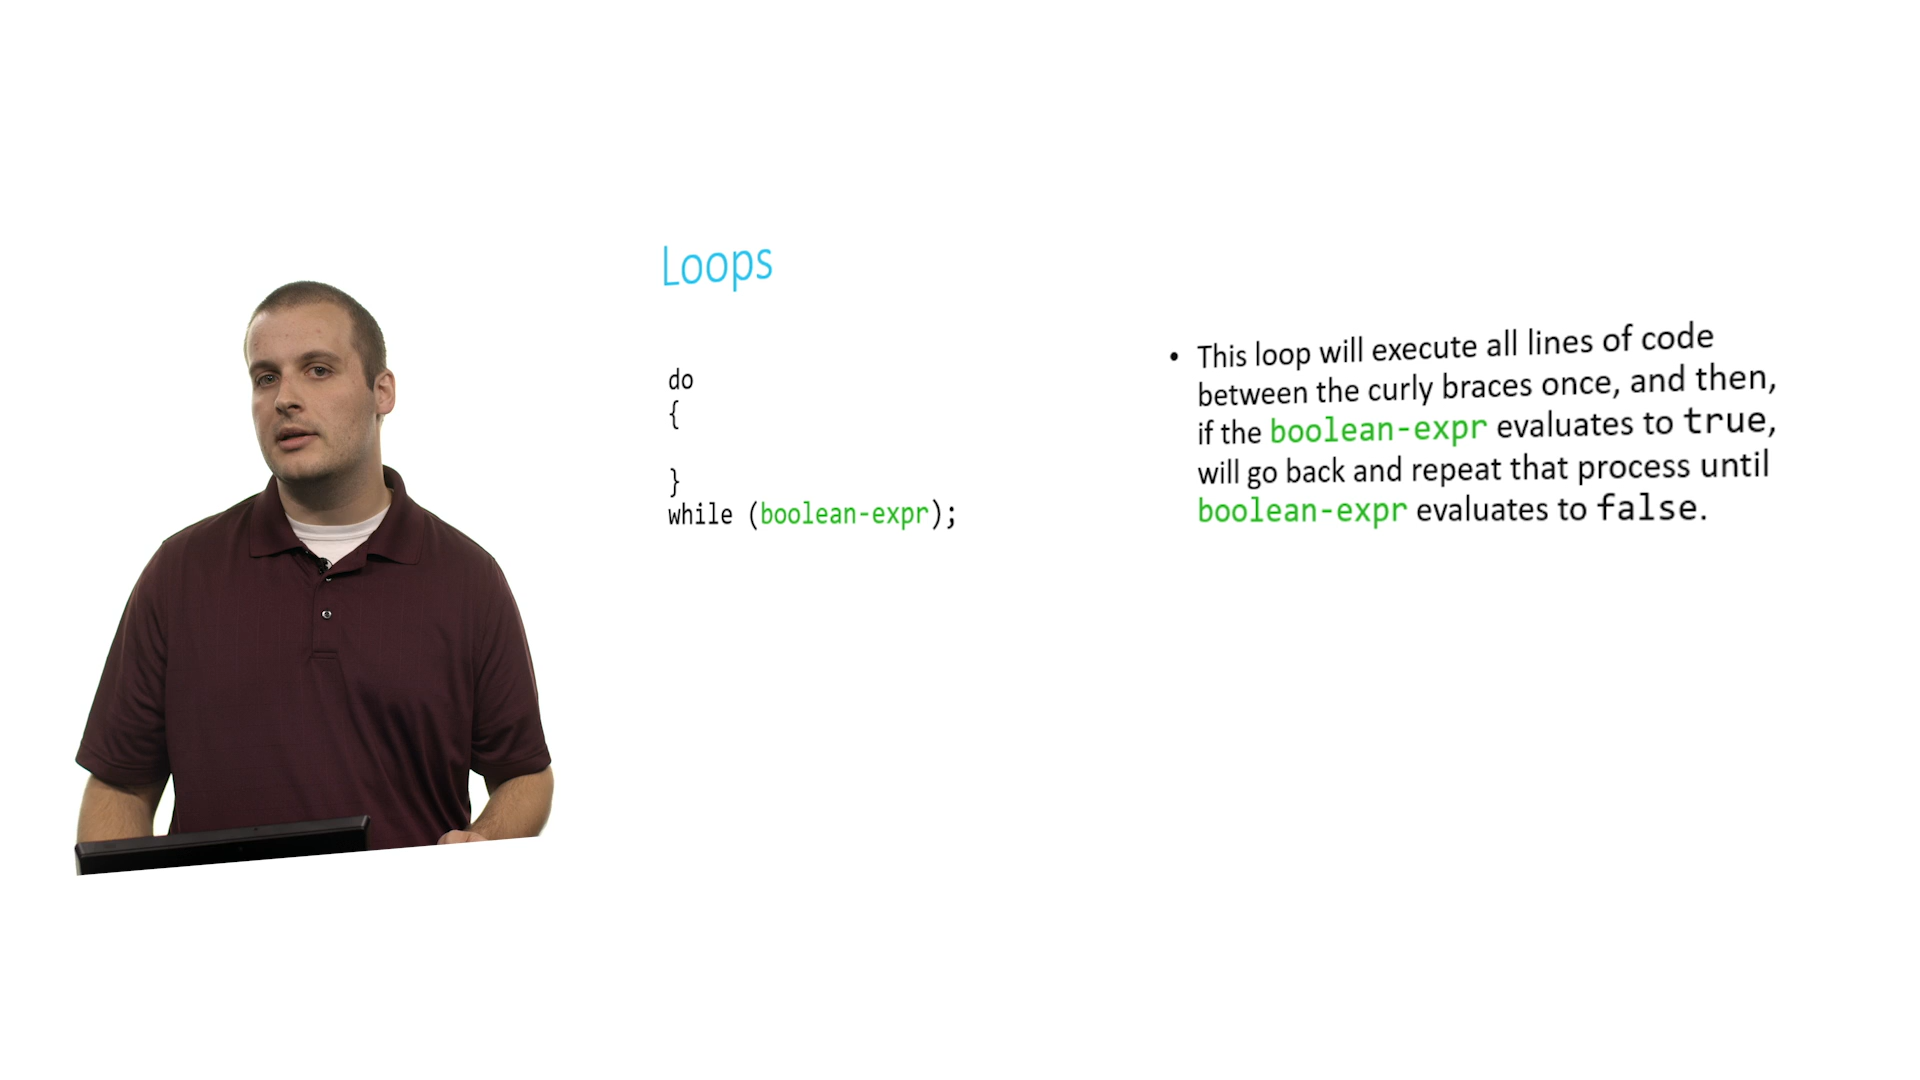 Loops
do
{
}
while (boolean-expr);
• This loop will execute all lines of code
between the curly braces once, and then,
if the boolean-expr evaluates to true,
will go back and repeat that process until
boolean-expr evaluates to false.